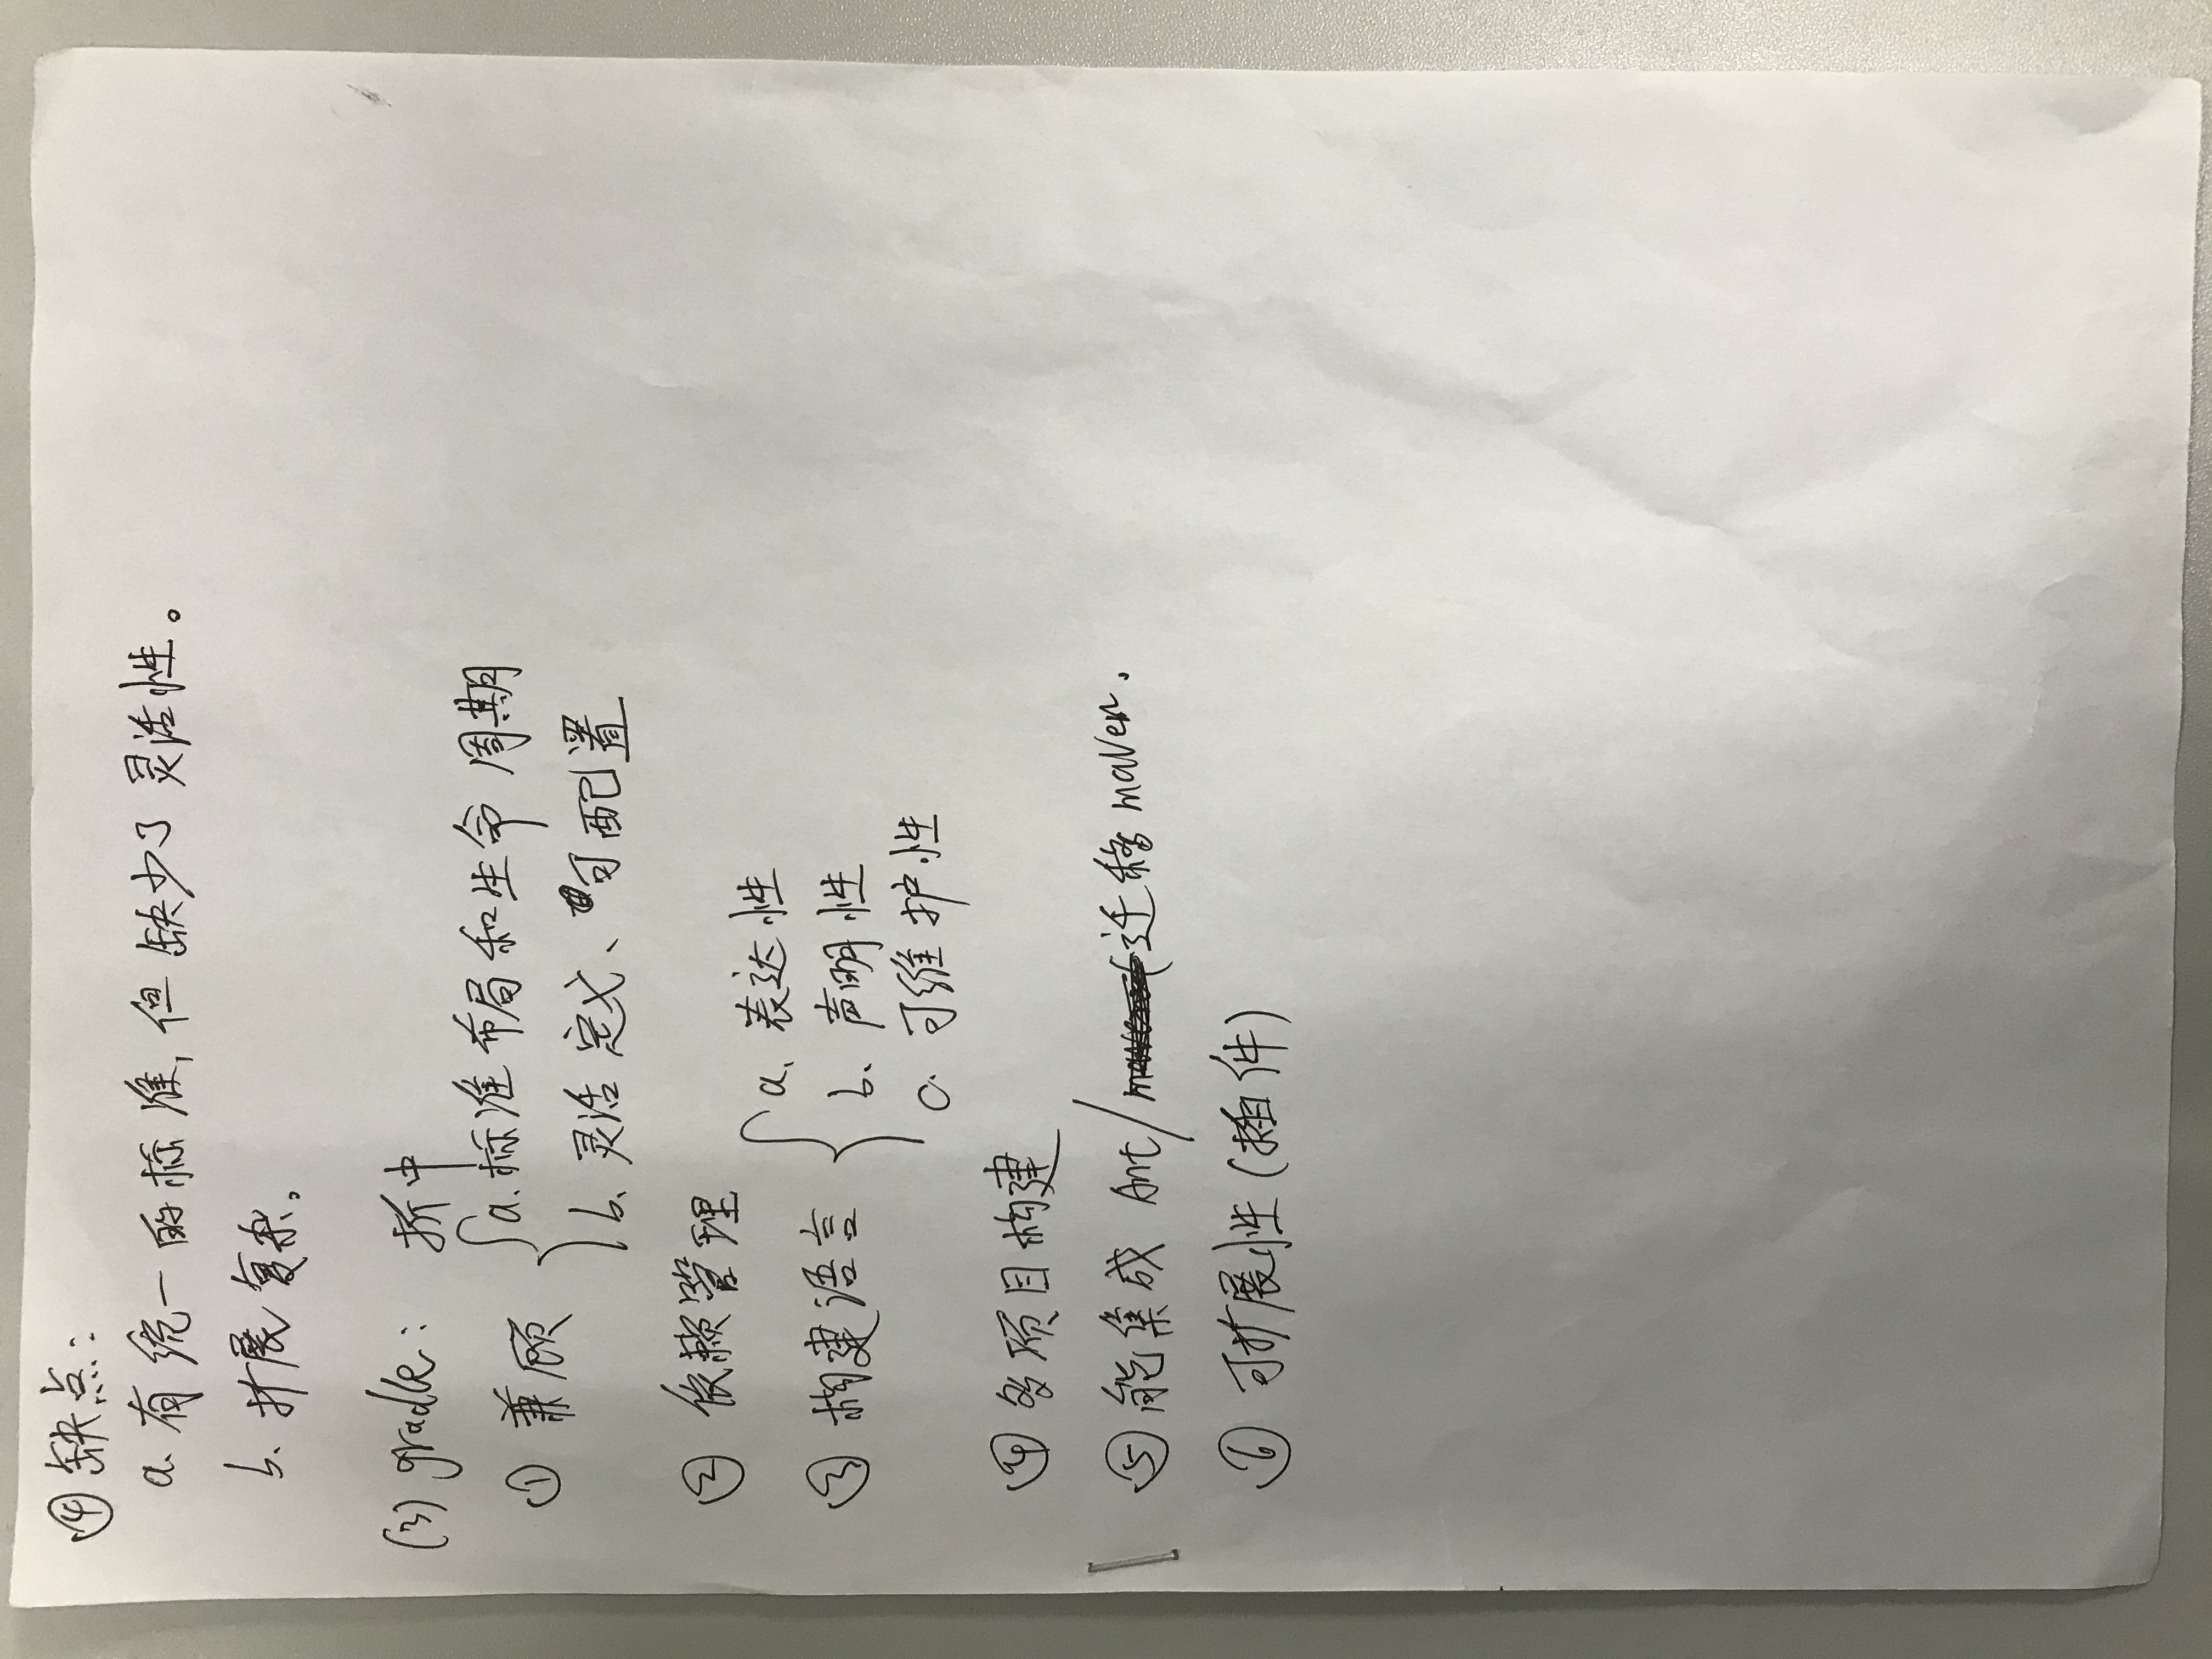 ④ 缺点:
a. 有统一的标准, 但缺少了灵活性。
b. 扩展复杂。
(3) gradle: 折中
① 兼顾
a. 标准布局和生命周期
b. 灵活定义、可配置
② 依赖管理
③ 构建语言
a. 表达性
b. 声明性
c. 可维护性
④ 多项目构建
⑤ 能集成 Ant/迁移 maven.
⑥ 可扩展性(插件)